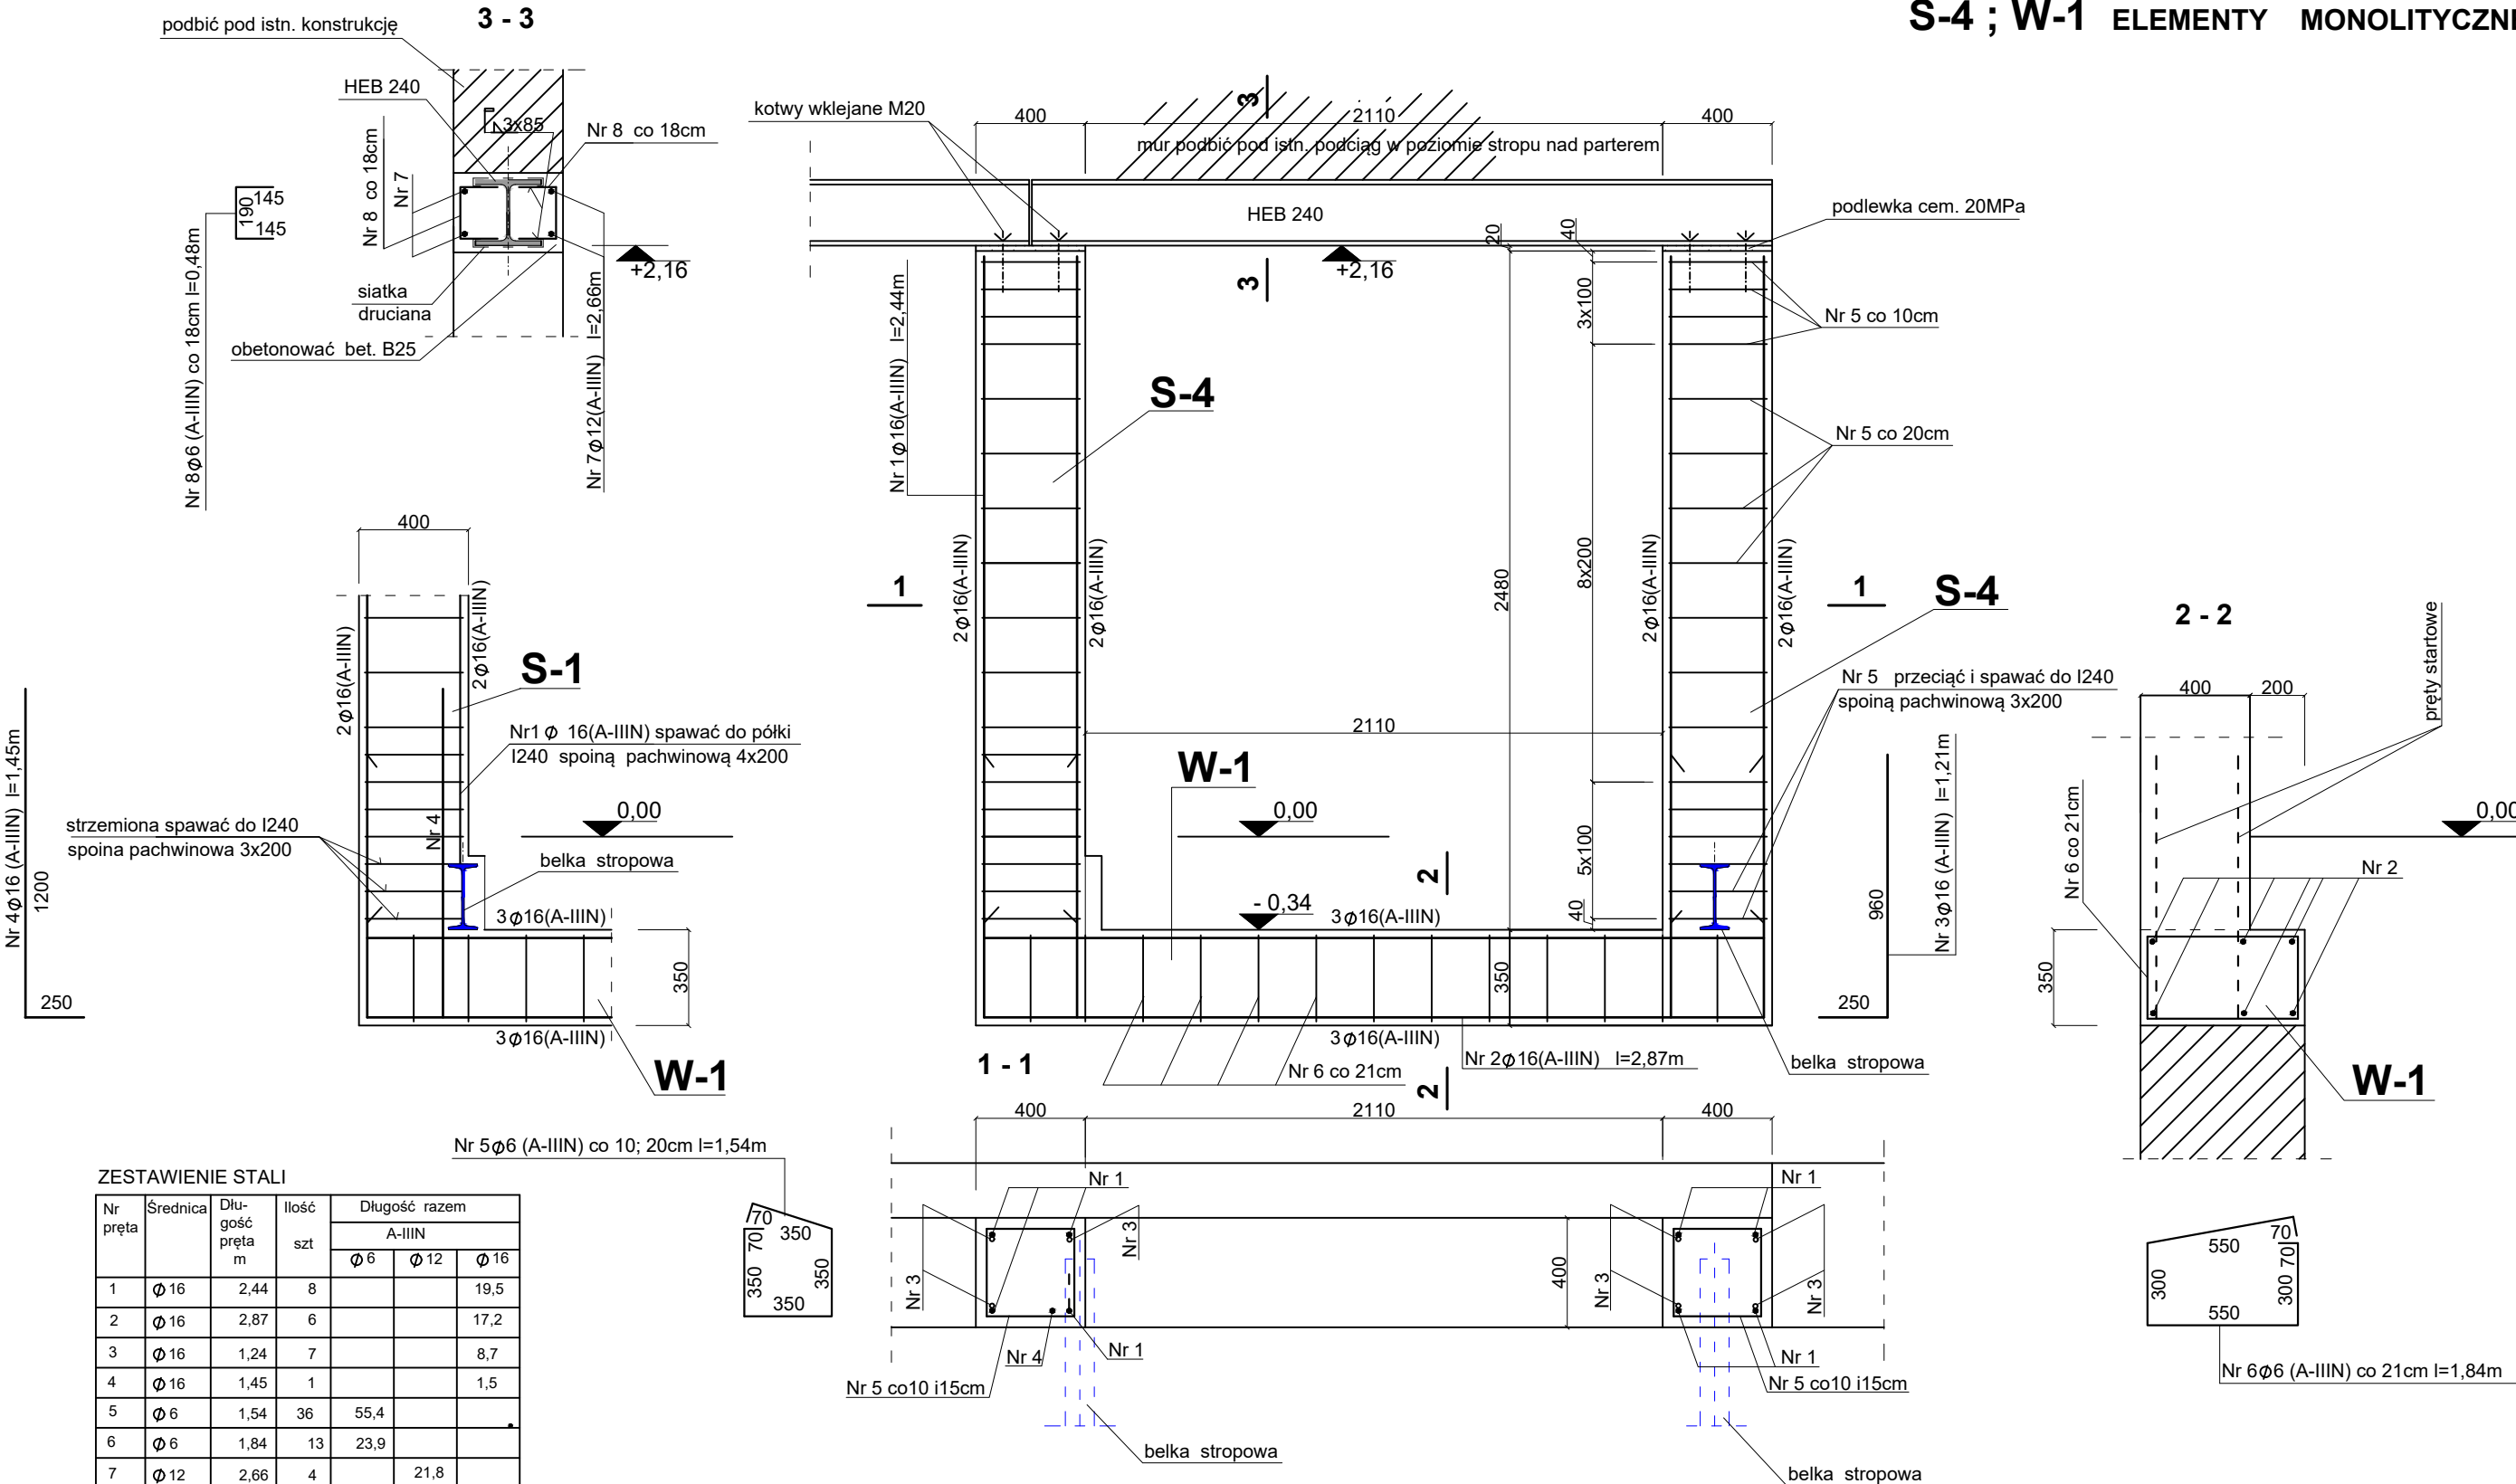 S-4 ; W-1 ELEMENTY MONOLITYCZN
3 - 3
podbić pod istn. konstrukcję
HEB 240
3x85
Nr 8 co 18cm
Nr 8 co 18cm
Nr 7
190
145
145
Nr 8ϕ6 (A-IIIN) co 18cm l=0,48m
siatka
druciana
obetonować bet. B25
+2,16
Nr 7ϕ12(A-IIIN) l=2,66m
kotwy wklejane M20
400
2110
400
3
mur podbić pod istn. podciąg w poziomie stropu nad parterem
HEB 240
podlewka cem. 20MPa
20
40
+2,16
3
3x100
Nr 5 co 10cm
Nr 1ϕ16(A-IIIN) l=2,44m
S-4
Nr 5 co 20cm
2ϕ16(A-IIIN)
2ϕ16(A-IIIN)
2480
8x200
2ϕ16(A-IIIN)
2ϕ16(A-IIIN)
1
1
S-4
Nr 5 przeciąć i spawać do I240
spoiną pachwinową 3x200
2110
W-1
0,00
5x100
2
- 0,34
3ϕ16(A-IIIN)
40
350
960
250
Nr 3ϕ16 (A-IIIN) l=1,21m
3ϕ16(A-IIIN)
Nr 2ϕ16(A-IIIN) l=2,87m
Nr 6 co 21cm
2
belka stropowa
400
2ϕ16(A-IIIN)
2ϕ16(A-IIIN)
S-1
Nr1 ϕ 16(A-IIIN) spawać do półki
I240 spoiną pachwinową 4x200
Nr 4ϕ16 (A-IIIN) l=1,45m
1200
250
strzemiona spawać do I240
spoina pachwinowa 3x200
Nr 4
0,00
belka stropowa
3ϕ16(A-IIIN)
350
3ϕ16(A-IIIN)
W-1
2 - 2
pręty startowe
400
200
Nr 6 co 21cm
0,00
Nr 2
350
W-1
1 - 1
400
2110
400
Nr 1
Nr 1
Nr 3
Nr 3
Nr 3
Nr 3
400
Nr 4
Nr 1
Nr 1
Nr 5 co10 i15cm
Nr 5 co10 i15cm
belka stropowa
belka stropowa
Nr 5ϕ6 (A-IIIN) co 10; 20cm l=1,54m
70
350
70
350
350
350
70
550
70
300
300
550
Nr 6ϕ6 (A-IIIN) co 21cm l=1,84m
ZESTAWIENIE STALI
Nr pręta Średnica Dłu-gość pręta m Ilość szt Długość razem
A-IIIN
ϕ 6 ϕ 12 ϕ 16
1 ϕ 16 2,44 8 19,5
2 ϕ 16 2,87 6 17,2
3 ϕ 16 1,24 7 8,7
4 ϕ 16 1,45 1 1,5
5 ϕ 6 1,54 36 55,4
6 ϕ 6 1,84 13 23,9
7 ϕ 12 2,66 4 21,8